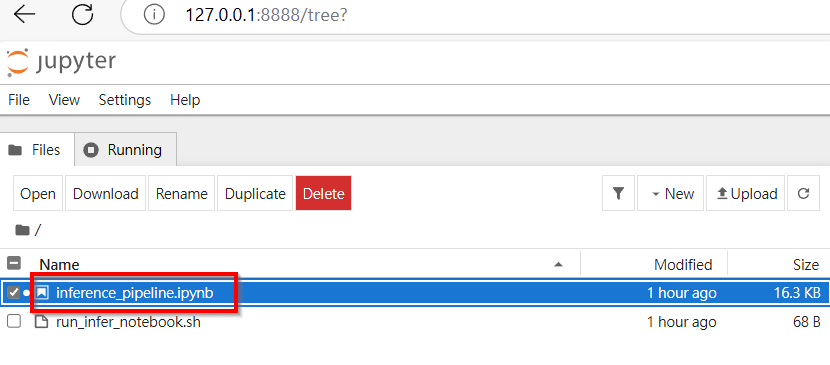 127.0.0.1:8888/tree?
jupyter
File View Settings Help
Files Running
Open Download Rename Duplicate Delete New Upload
/
Name Modified Size
inference_pipeline.ipynb 1 hour ago 16.3 KB
run_infer_notebook.sh 1 hour ago 68 B